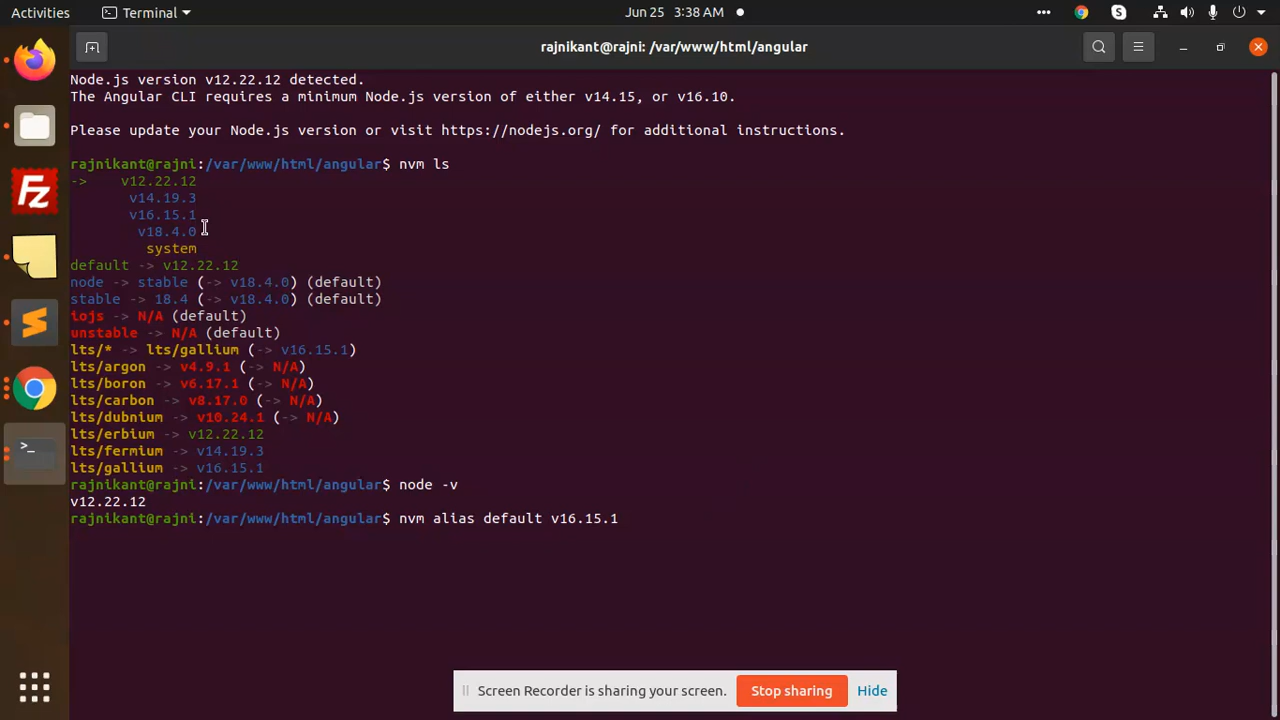 Activities Terminal Jun 25 3:38 AM
rajnikant@rajni: /var/www/html/angular
Node.js version v12.22.12 detected.
The Angular CLI requires a minimum Node.js version of either v14.15, or v16.10.
Please update your Node.js version or visit https://nodejs.org/ for additional instructions.
rajnikant@rajni:/var/www/html/angular$ nvm ls
-> v12.22.12
v14.19.3
v16.15.1
v18.4.0
system
default -> v12.22.12
node -> stable (-> v18.4.0) (default)
stable -> 18.4 (-> v18.4.0) (default)
iojs -> N/A (default)
unstable -> N/A (default)
lts/* -> lts/gallium (-> v16.15.1)
lts/argon -> v4.9.1 (-> N/A)
lts/boron -> v6.17.1 (-> N/A)
lts/carbon -> v8.17.0 (-> N/A)
lts/dubnium -> v10.24.1 (-> N/A)
lts/erbium -> v12.22.12
lts/fermium -> v14.19.3
lts/gallium -> v16.15.1
rajnikant@rajni:/var/www/html/angular$ node -v
v12.22.12
rajnikant@rajni:/var/www/html/angular$ nvm alias default v16.15.1
Screen Recorder is sharing your screen. Stop sharing Hide